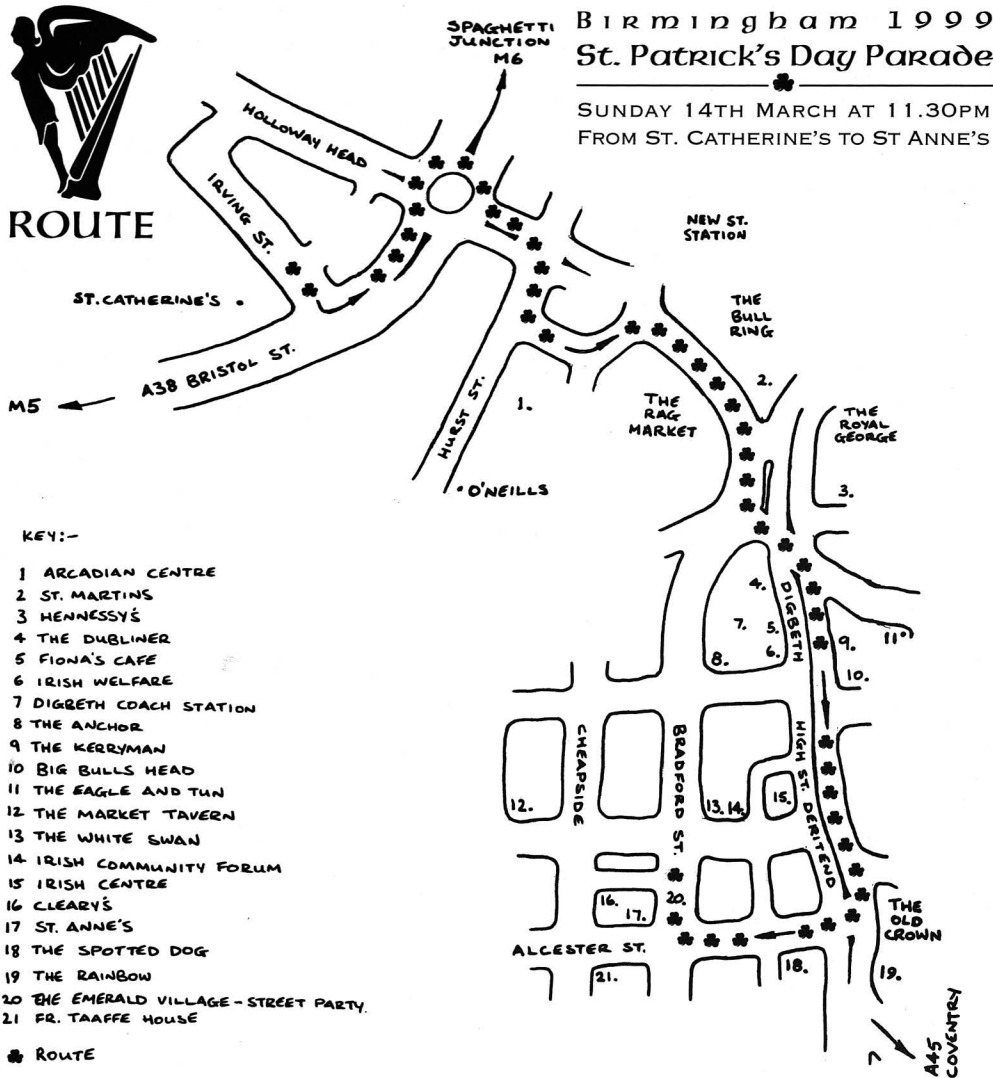 BIRMINGHAM 1999
St. Patrick's Day Parade
SUNDAY 14TH MARCH AT 11.30PM
FROM ST. CATHERINE'S TO ST ANNE'S
ROUTE
SPAGHETTI
JUNCTION
M6
HOLLOWAY HEAD
IRVING ST.
ST. CATHERINE'S
A38 BRISTOL ST.
M5
HURST ST.
O'NEILLS
1.
NEW ST.
STATION
THE
BULL
RING
2.
THE
RAG
MARKET
THE
ROYAL
GEORGE
3.
4.
DIGBETH
7.
5.
6.
8.
9.
10.
11.
CHEAPSIDE
BRADFORD ST.
HIGH ST. DERITEND
12.
13.
14.
15.
16.
17.
20.
ALCESTER ST.
21.
18.
THE
OLD
CROWN
19.
7
A45
COVENTRY
KEY:-
1 ARCADIAN CENTRE
2 ST. MARTINS
3 HENNESSY'S
4 THE DUBLINER
5 FIONA'S CAFE
6 IRISH WELFARE
7 DIGBETH COACH STATION
8 THE ANCHOR
9 THE KERRYMAN
10 BIG BULLS HEAD
11 THE EAGLE AND TUN
12 THE MARKET TAVERN
13 THE WHITE SWAN
14 IRISH COMMUNITY FORUM
15 IRISH CENTRE
16 CLEARY'S
17 ST. ANNE'S
18 THE SPOTTED DOG
19 THE RAINBOW
20 THE EMERALD VILLAGE - STREET PARTY.
21 FR. TAAFFE HOUSE
ROUTE